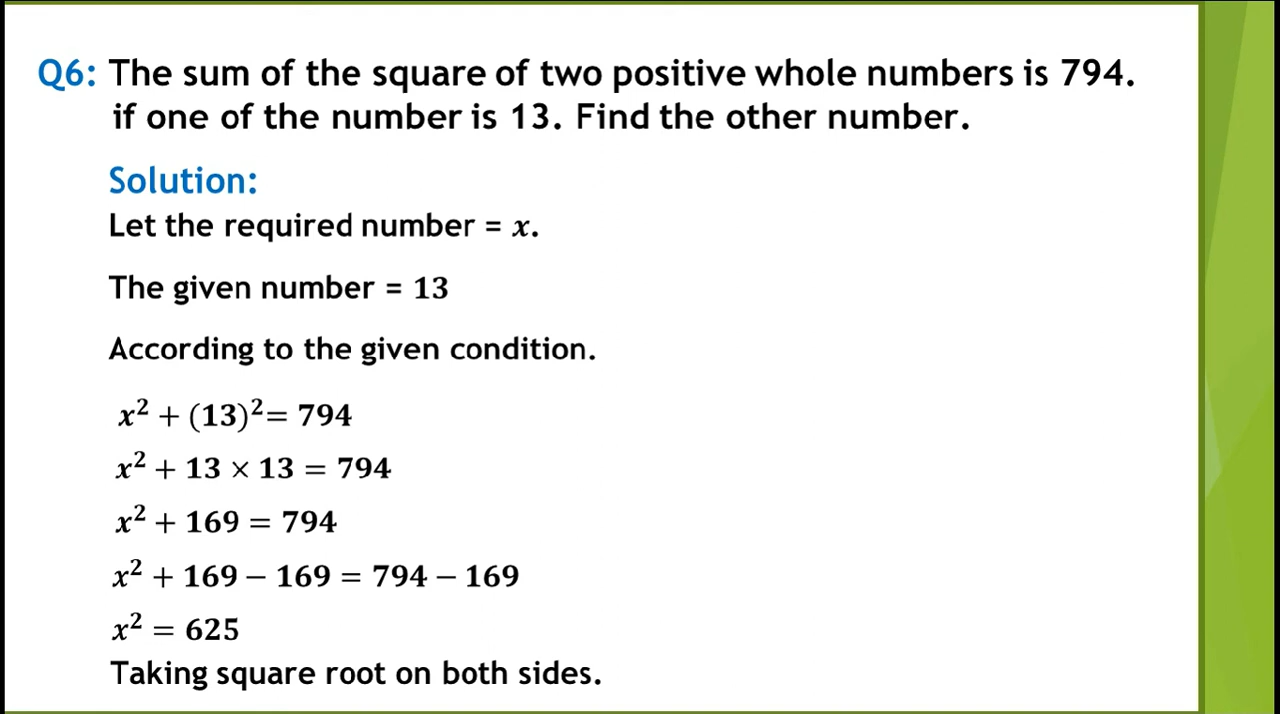 Q6: The sum of the square of two positive whole numbers is 794.
if one of the number is 13. Find the other number.
Solution:
Let the required number = x.
The given number = 13
According to the given condition.
x² + (13)²= 794
x² + 13 × 13 = 794
x² + 169 = 794
x² + 169 − 169 = 794 − 169
x² = 625
Taking square root on both sides.